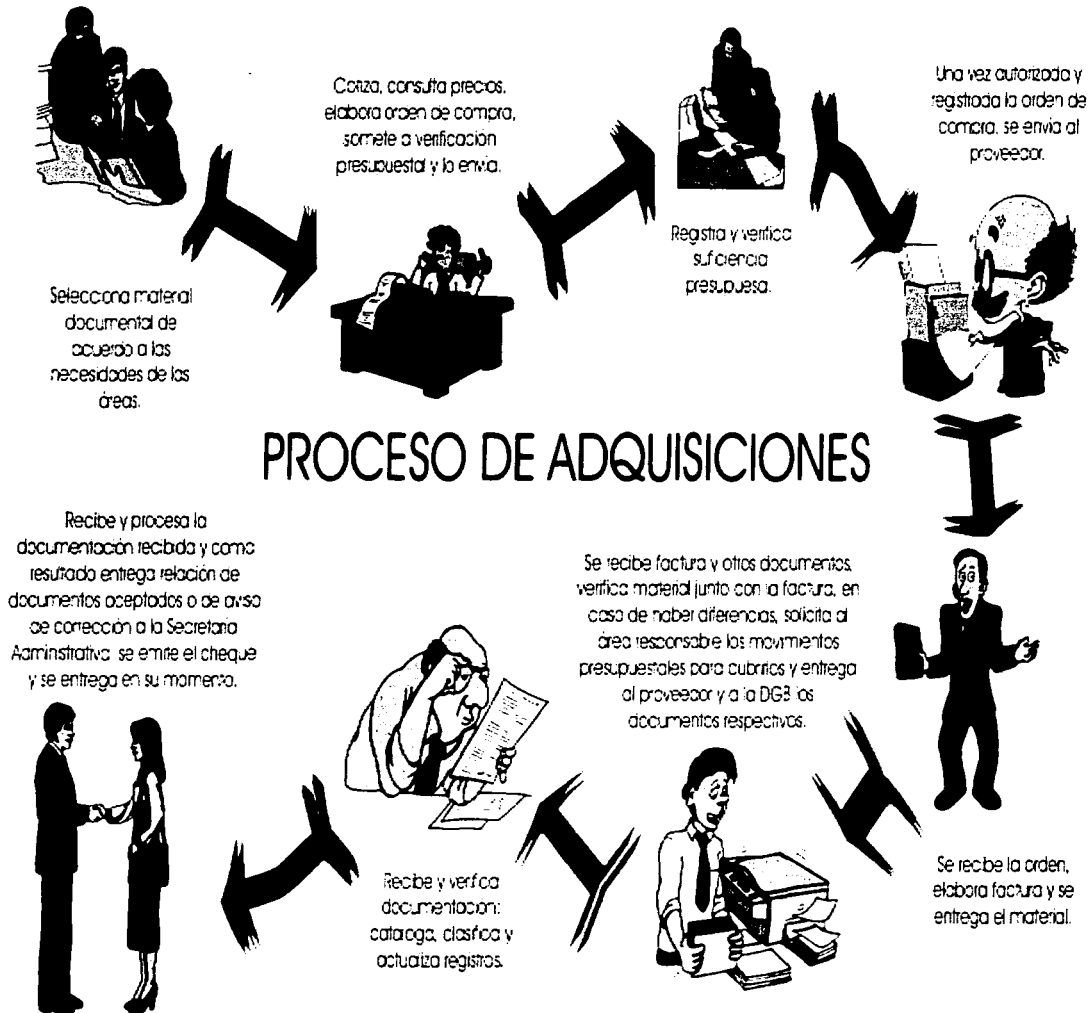 Selecciona material
documental de
acuerdo a las
necesidades de las
áreas.
Cotiza, consulta precios,
elabora orden de compra,
somete a verificación
presupuestal y lo envía.
Registra y verifica
suficiencia
presupuesa.
Una vez autorizada y
registrada la orden de
compra, se envía al
proveedor.
PROCESO DE ADQUISICIONES
Se recibe la orden,
elabora factura y se
entrega el material.
Se recibe factura y otros documentos,
verifica material junto con la factura, en
caso de haber diferencias, solicita al
área responsable los movimientos
presupuestales para cubrirlos y entrega
al proveedor y a la DGB los
documentos respectivos.
Recibe y verifica
documentación:
cataloga, clasifica y
actualiza registros.
Recibe y procesa la
documentación recibida y como
resultado entrega relación de
documentos aceptados o de aviso
de corrección a la Secretaria
Adminstrativa se emite el cheque
y se entrega en su momento.